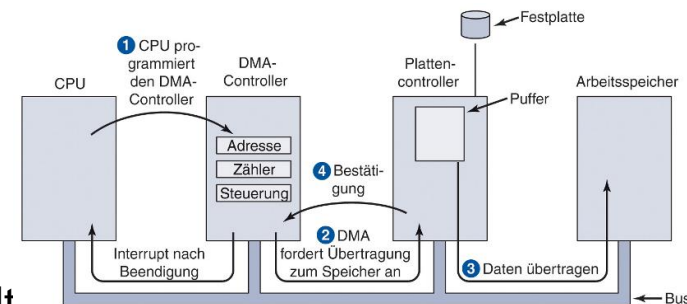 Festplatte
1 CPU pro-
grammiert
den DMA-
Controller
CPU
DMA-
Controller
Platten-
controller
Arbeitsspeicher
Puffer
Adresse
Zähler
Steuerung
4 Bestäti-
gung
Interrupt nach
Beendigung
2 DMA
fordert Übertragung
zum Speicher an
3 Daten übertragen
Bus